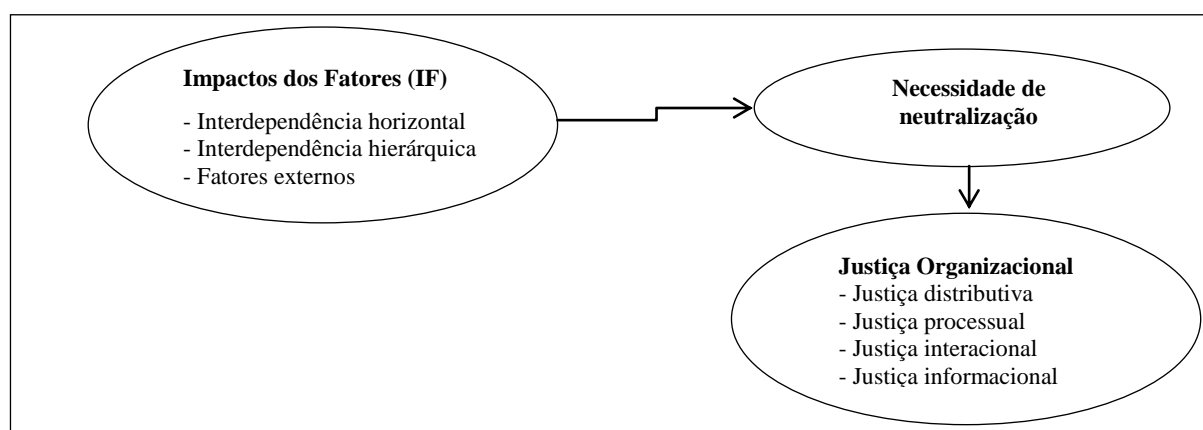 Impactos dos Fatores (IF)
- Interdependência horizontal
- Interdependência hierárquica
- Fatores externos
Necessidade de
neutralização
Justiça Organizacional
- Justiça distributiva
- Justiça processual
- Justiça interacional
- Justiça informacional